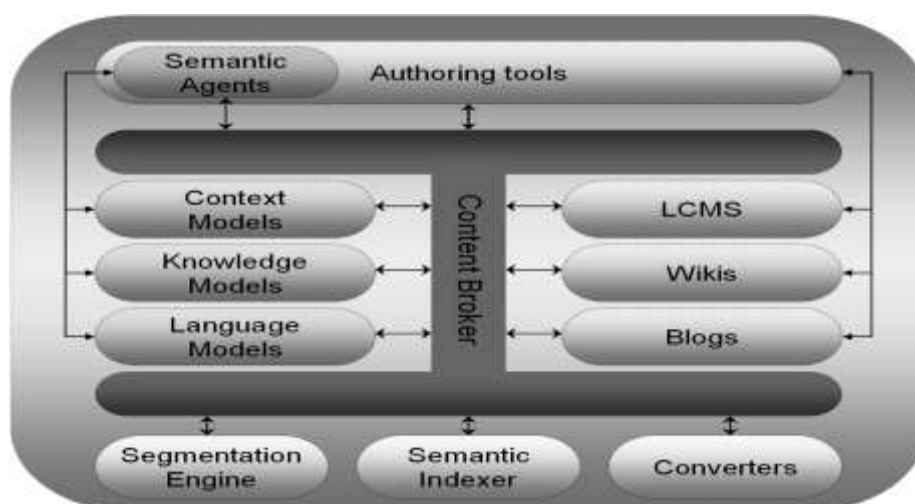 Semantic
Agents
Authoring tools
Context
Models
Knowledge
Models
Language
Models
Content Broker
LCMS
Wikis
Blogs
Segmentation
Engine
Semantic
Indexer
Converters